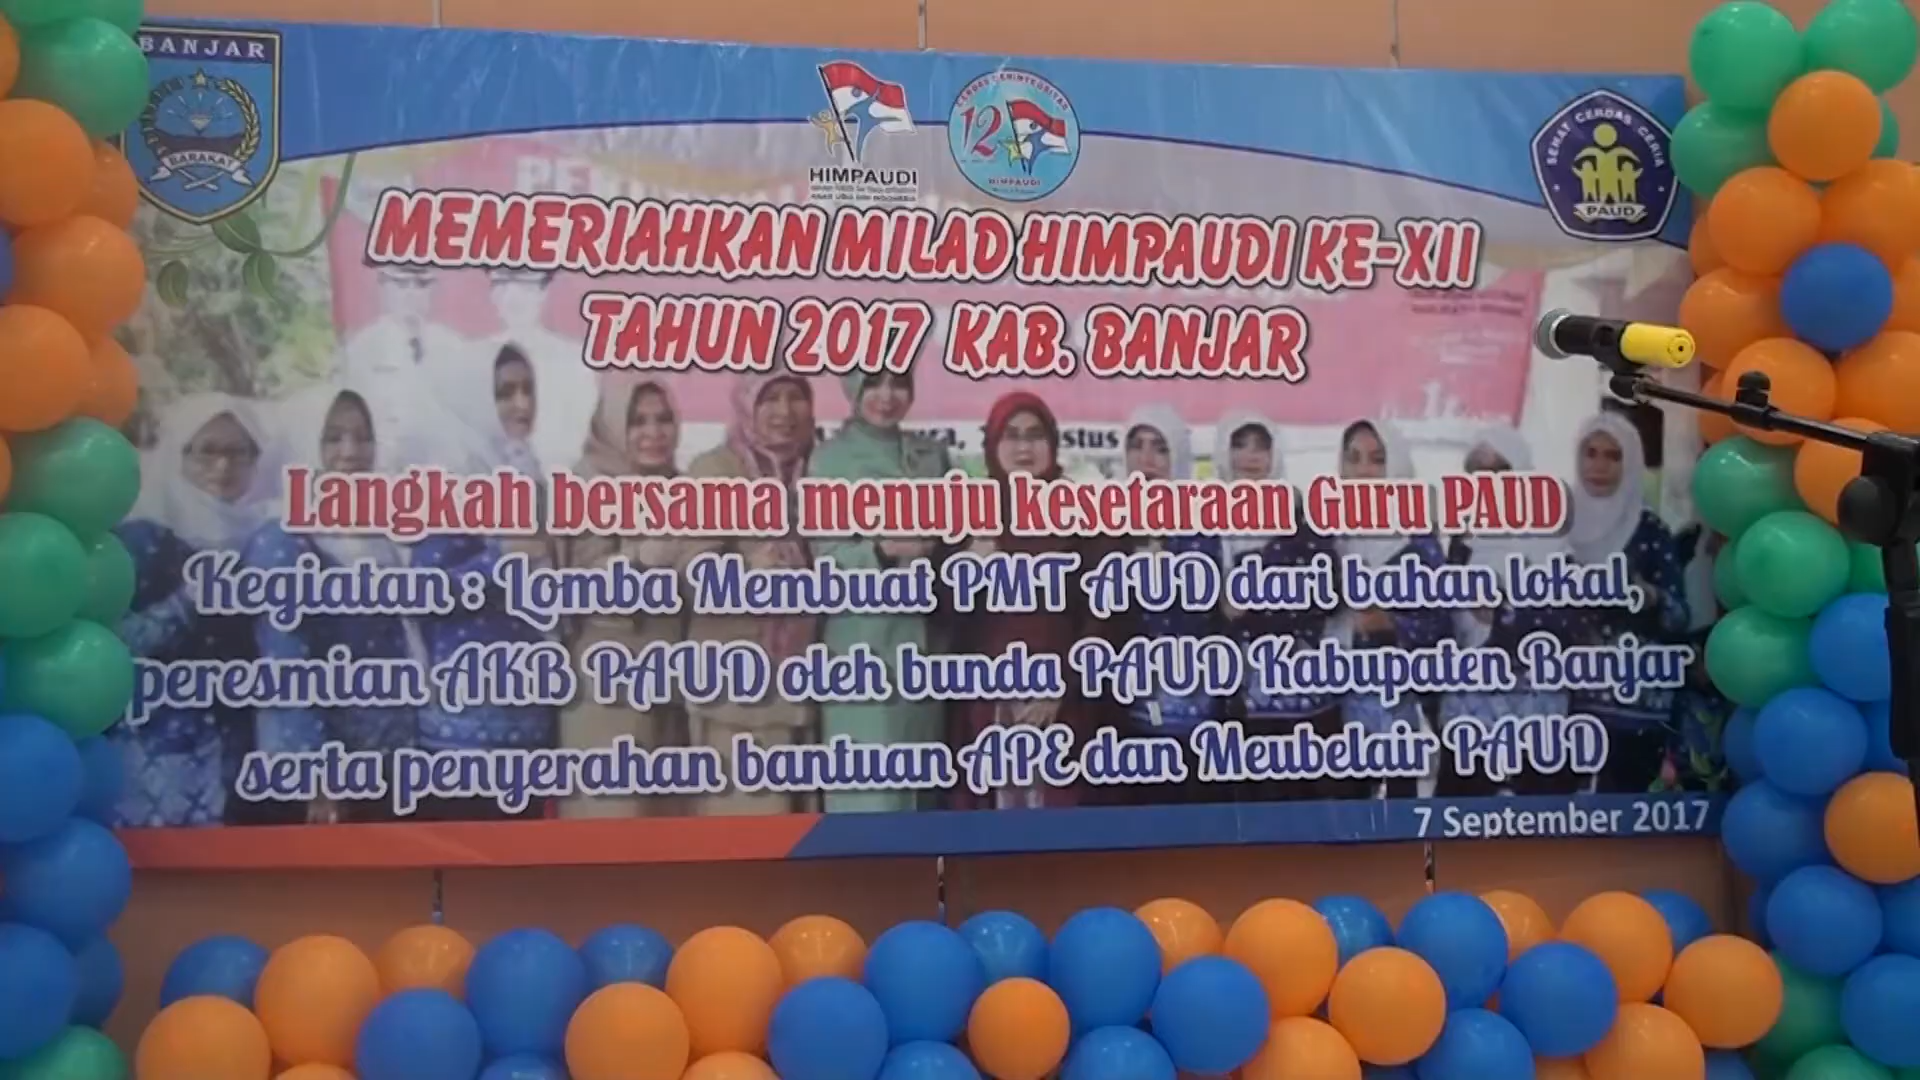 BANJAR
BARAKAT
HIMPAUDI
CERDAS BERINTEGRITAS
12
HIMPAUDI
SEHAT CERDAS CERIA
PAUD
MEMERIAHKAN MILAD HIMPAUDI KE-XII
TAHUN 2017 KAB. BANJAR
Langkah bersama menuju kesetaraan Guru PAUD
Kegiatan : Lomba Membuat PMT AUD dari bahan lokal,
peresmian AKB PAUD oleh bunda PAUD Kabupaten Banjar
serta penyerahan bantuan APE dan Meubelair PAUD
7 September 2017